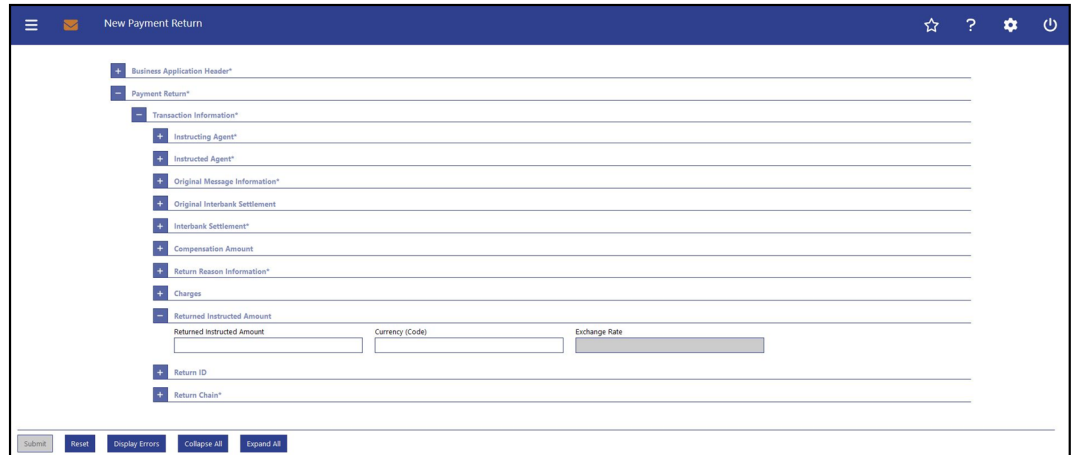 New Payment Return
?
+ Business Application Header*
− Payment Return*
− Transaction Information*
+ Instructing Agent*
+ Instructed Agent*
+ Original Message Information*
+ Original Interbank Settlement
+ Interbank Settlement*
+ Compensation Amount
+ Return Reason Information*
+ Charges
− Returned Instructed Amount
Returned Instructed Amount Currency (Code) Exchange Rate
+ Return ID
+ Return Chain*
Submit Reset Display Errors Collapse All Expand All